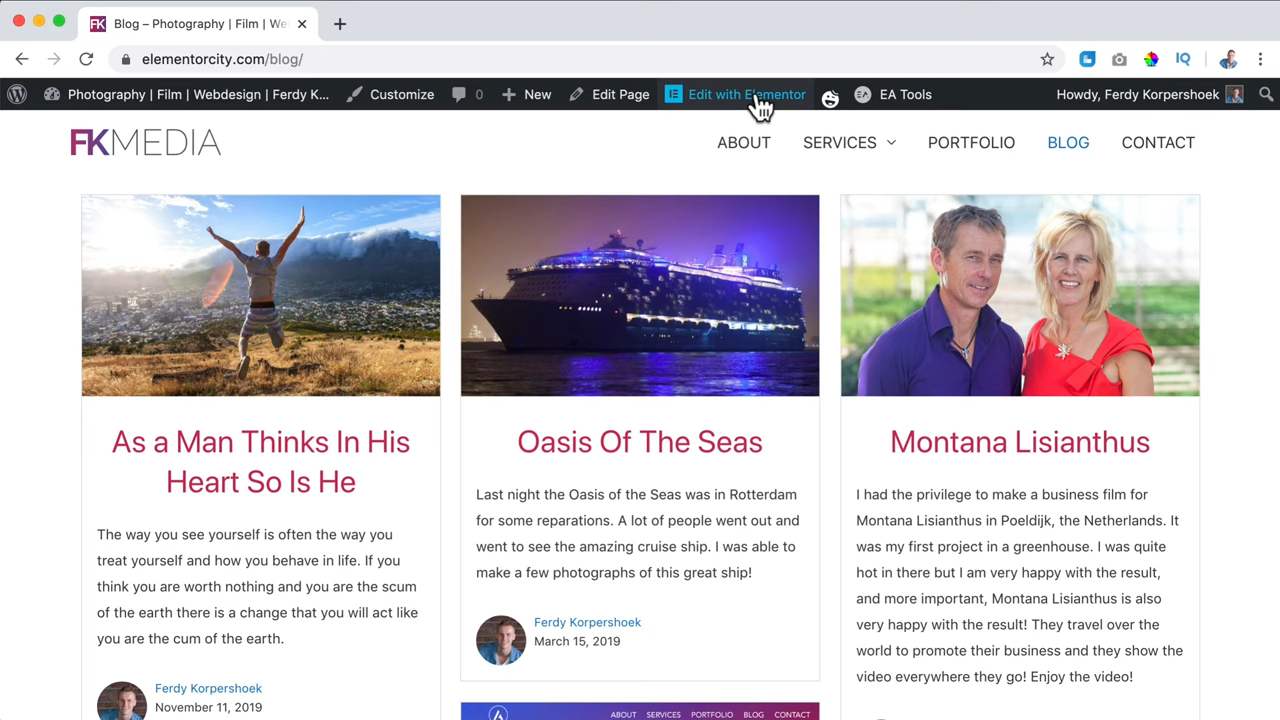 FK Blog – Photography | Film | We
elementorcity.com/blog/
IQ
Photography | Film | Webdesign | Ferdy K... Customize 0 New Edit Page Edit with Elementor EA EA Tools Howdy, Ferdy Korpershoek
FKMEDIA
ABOUT SERVICES PORTFOLIO BLOG CONTACT
As a Man Thinks In His
Heart So Is He
The way you see yourself is often the way you
treat yourself and how you behave in life. If you
think you are worth nothing and you are the scum
of the earth there is a change that you will act like
you are the cum of the earth.
Ferdy Korpershoek
November 11, 2019
Oasis Of The Seas
Last night the Oasis of the Seas was in Rotterdam
for some reparations. A lot of people went out and
went to see the amazing cruise ship. I was able to
make a few photographs of this great ship!
Ferdy Korpershoek
March 15, 2019
ABOUT SERVICES PORTFOLIO BLOG CONTACT
Montana Lisianthus
I had the privilege to make a business film for
Montana Lisianthus in Poeldijk, the Netherlands. It
was my first project in a greenhouse. I was quite
hot in there but I am very happy with the result,
and more important, Montana Lisianthus is also
very happy with the result! They travel over the
world to promote their business and they show the
video everywhere they go! Enjoy the video!